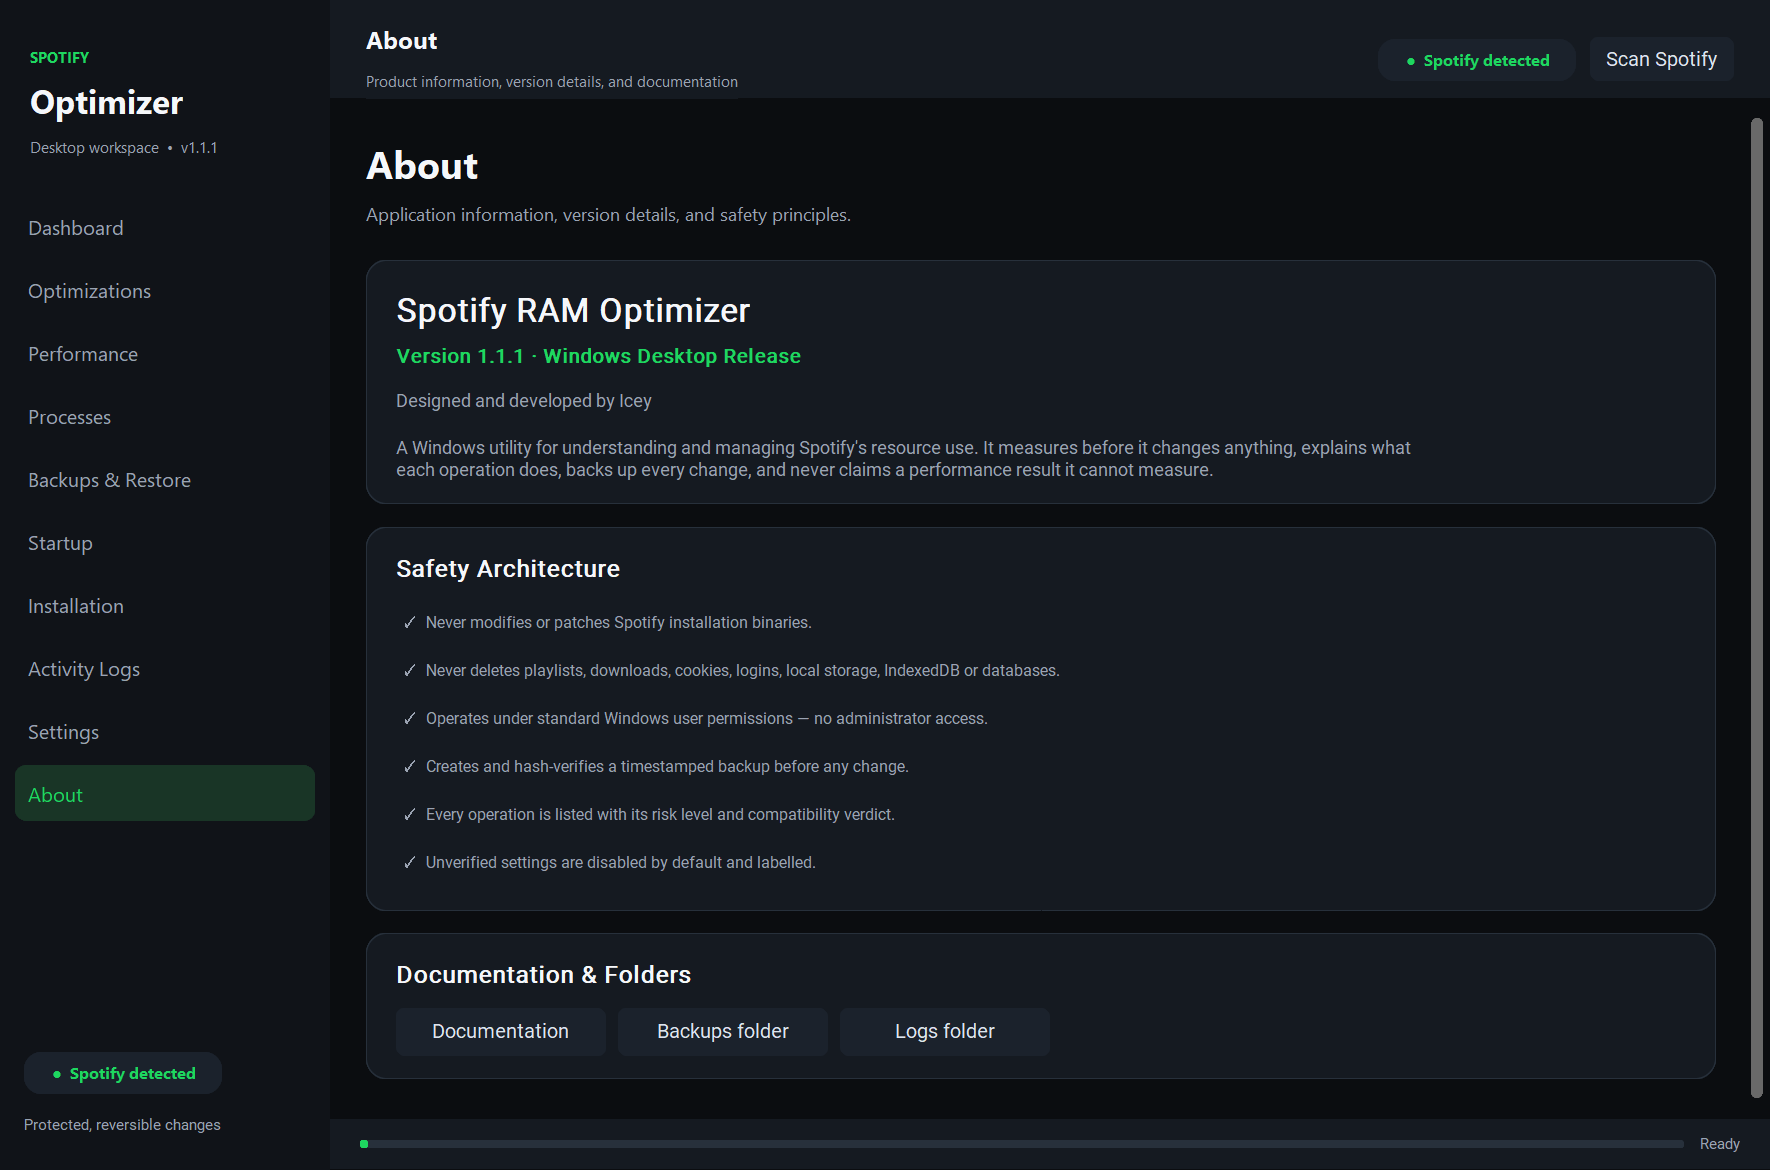 SPOTIFY
Optimizer
Desktop workspace • v1.1.1
Dashboard
Optimizations
Performance
Processes
Backups & Restore
Startup
Installation
Activity Logs
Settings
About
● Spotify detected
Protected, reversible changes
About
Product information, version details, and documentation
● Spotify detected
Scan Spotify
About
Application information, version details, and safety principles.
Spotify RAM Optimizer
Version 1.1.1 · Windows Desktop Release
Designed and developed by Icey
A Windows utility for understanding and managing Spotify's resource use. It measures before it changes anything, explains what
each operation does, backs up every change, and never claims a performance result it cannot measure.
Safety Architecture
✓ Never modifies or patches Spotify installation binaries.
✓ Never deletes playlists, downloads, cookies, logins, local storage, IndexedDB or databases.
✓ Operates under standard Windows user permissions — no administrator access.
✓ Creates and hash-verifies a timestamped backup before any change.
✓ Every operation is listed with its risk level and compatibility verdict.
✓ Unverified settings are disabled by default and labelled.
Documentation & Folders
Documentation
Backups folder
Logs folder
Ready